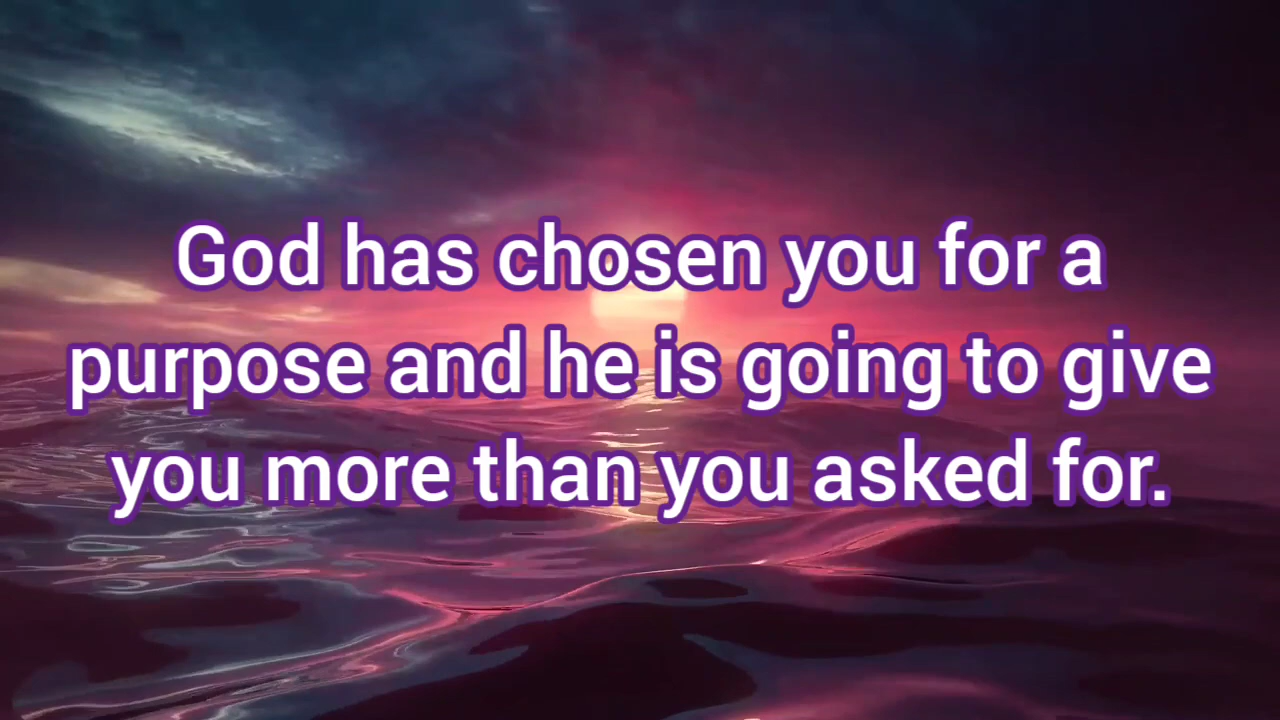 God has chosen you for a
purpose and he is going to give
you more than you asked for.